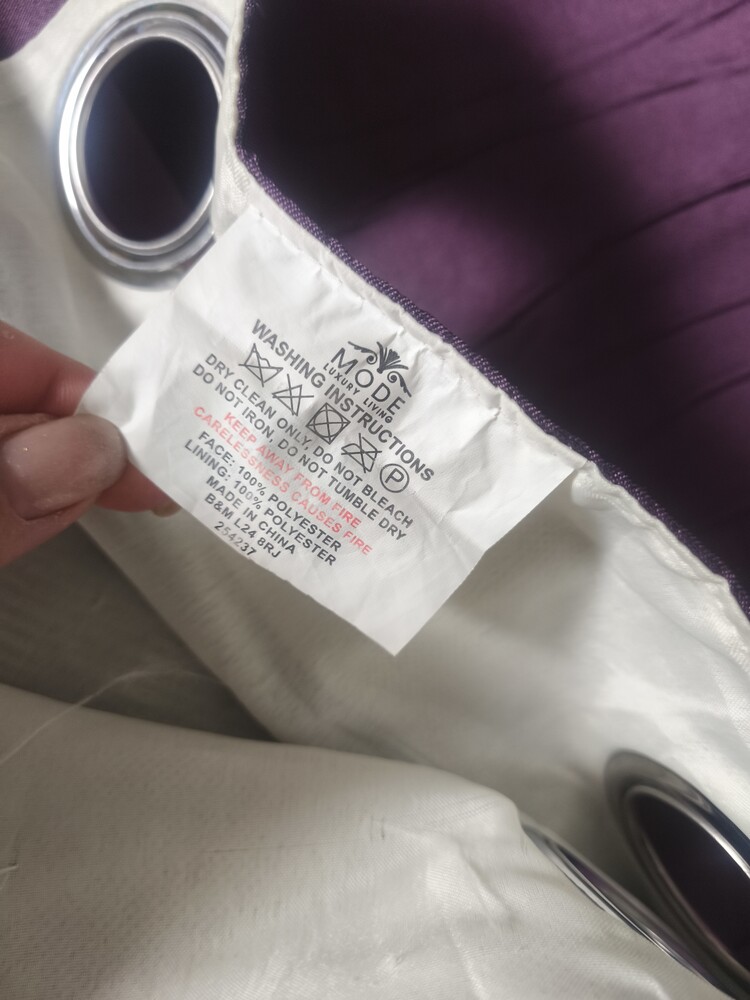 MODE
LUXURY LIVING
WASHING INSTRUCTIONS
P
DRY CLEAN ONLY, DO NOT BLEACH
DO NOT IRON, DO NOT TUMBLE DRY
KEEP AWAY FROM FIRE
CARELESSNESS CAUSES FIRE
FACE: 100% POLYESTER
LINING: 100% POLYESTER
MADE IN CHINA
B&M L24 8RJ
254237